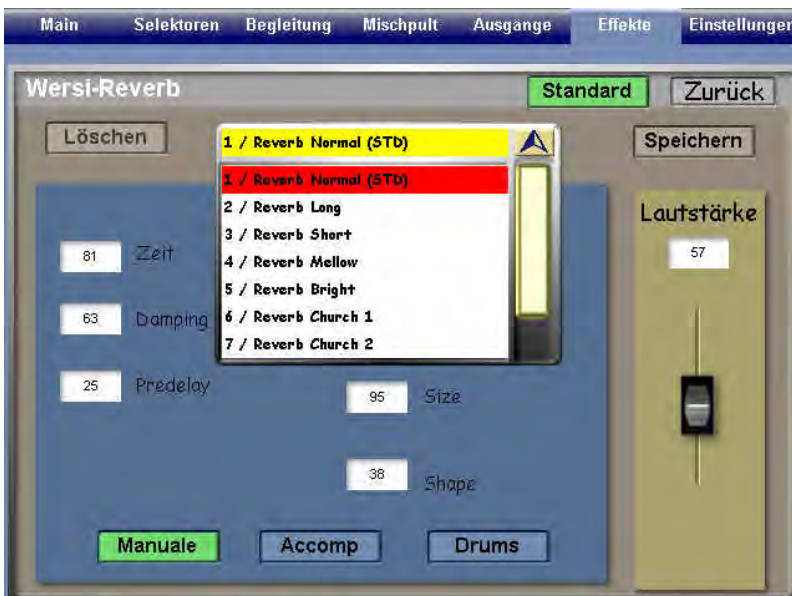 Main Selektoren Begleitung Mischpult Ausgänge Effekte Einstellungen
Wersi-Reverb Standard Zurück
Löschen 1 / Reverb Normal (STD) Speichern
1 / Reverb Normal (STD)
2 / Reverb Long
3 / Reverb Short
4 / Reverb Mellow
5 / Reverb Bright
6 / Reverb Church 1
7 / Reverb Church 2
81 Zeit
63 Damping
25 Predelay
95 Size
38 Shape
Lautstärke
57
Manuale Accomp Drums